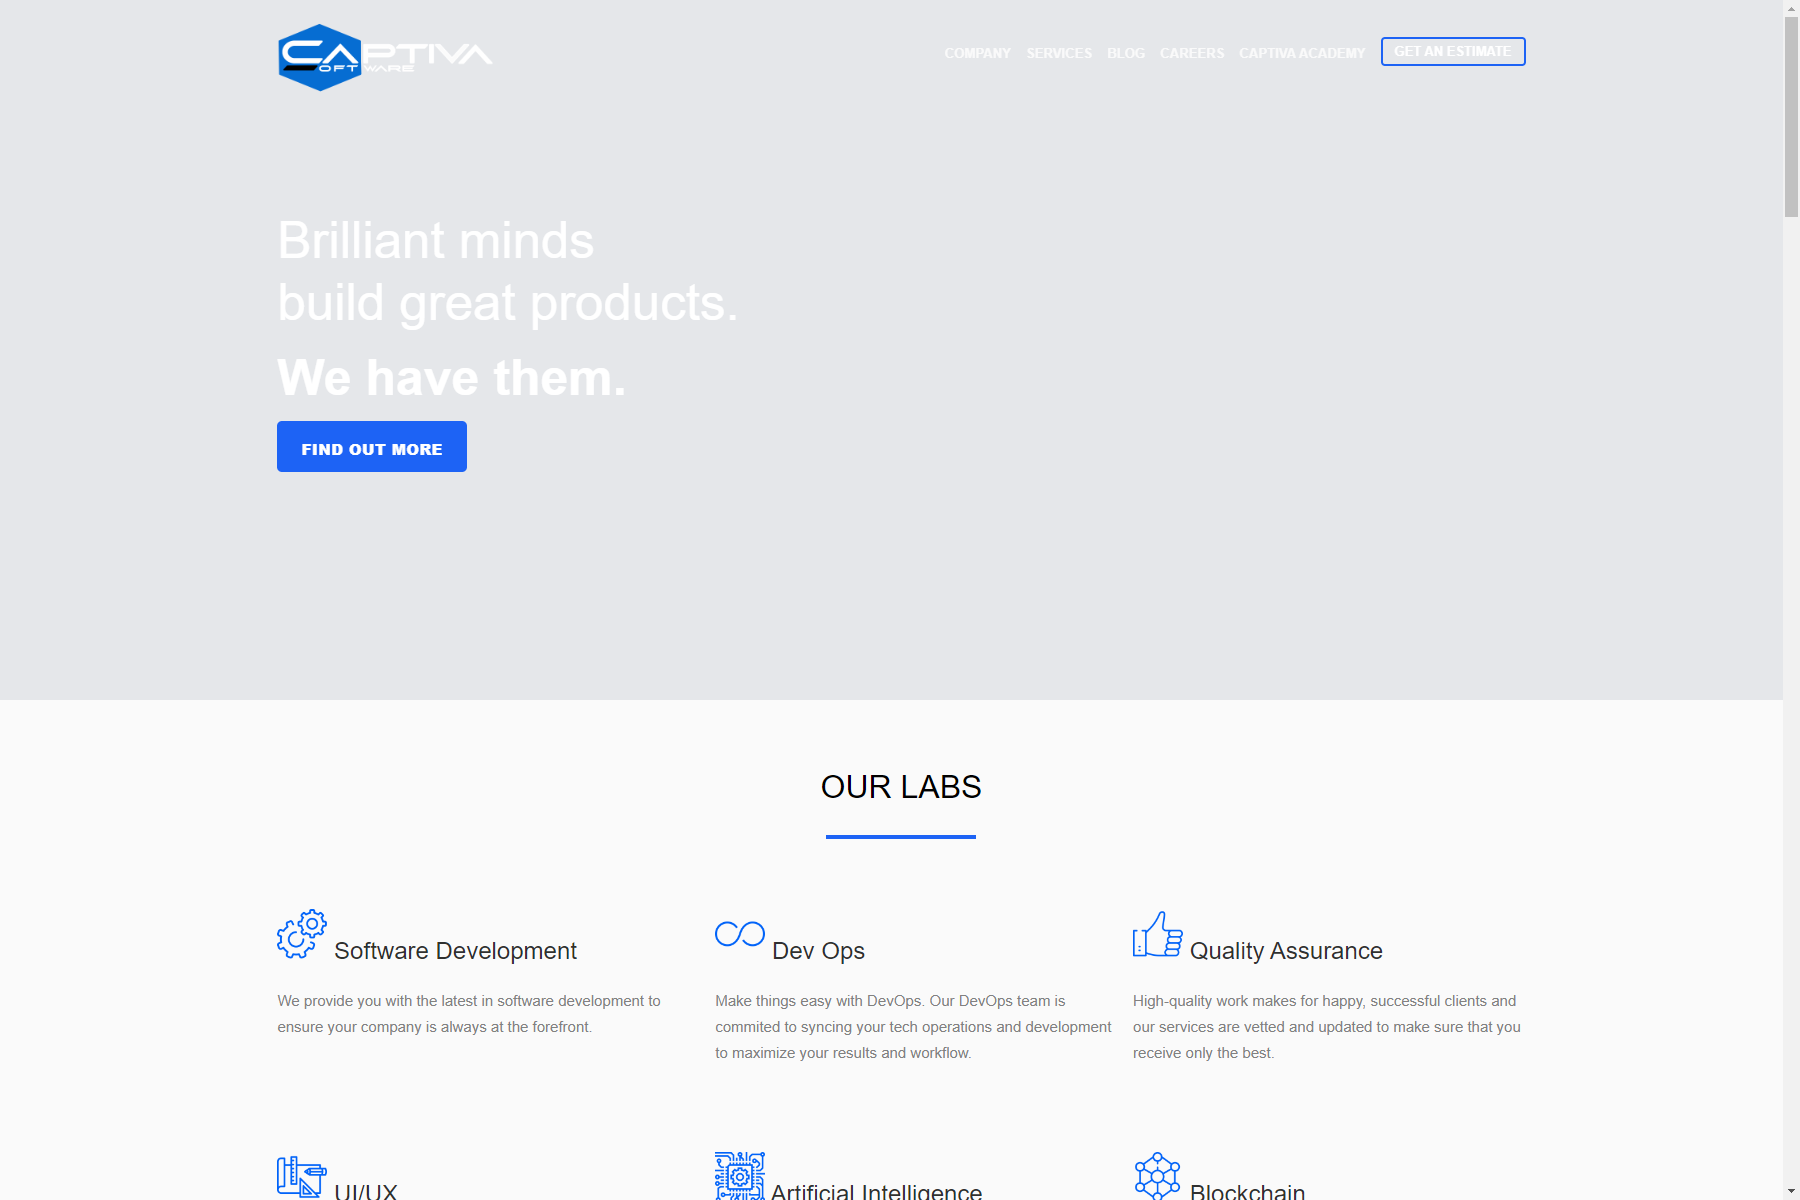 CAPTIVA
SOFTWARE
COMPANY SERVICES BLOG CAREERS CAPTIVA ACADEMY GET AN ESTIMATE
Brilliant minds
build great products.
We have them.
FIND OUT MORE
OUR LABS
Software Development
We provide you with the latest in software development to
ensure your company is always at the forefront.
Dev Ops
Make things easy with DevOps. Our DevOps team is
commited to syncing your tech operations and development
to maximize your results and workflow.
Quality Assurance
High-quality work makes for happy, successful clients and
our services are vetted and updated to make sure that you
receive only the best.
UI/UX
Artificial Intelligence
Blockchain